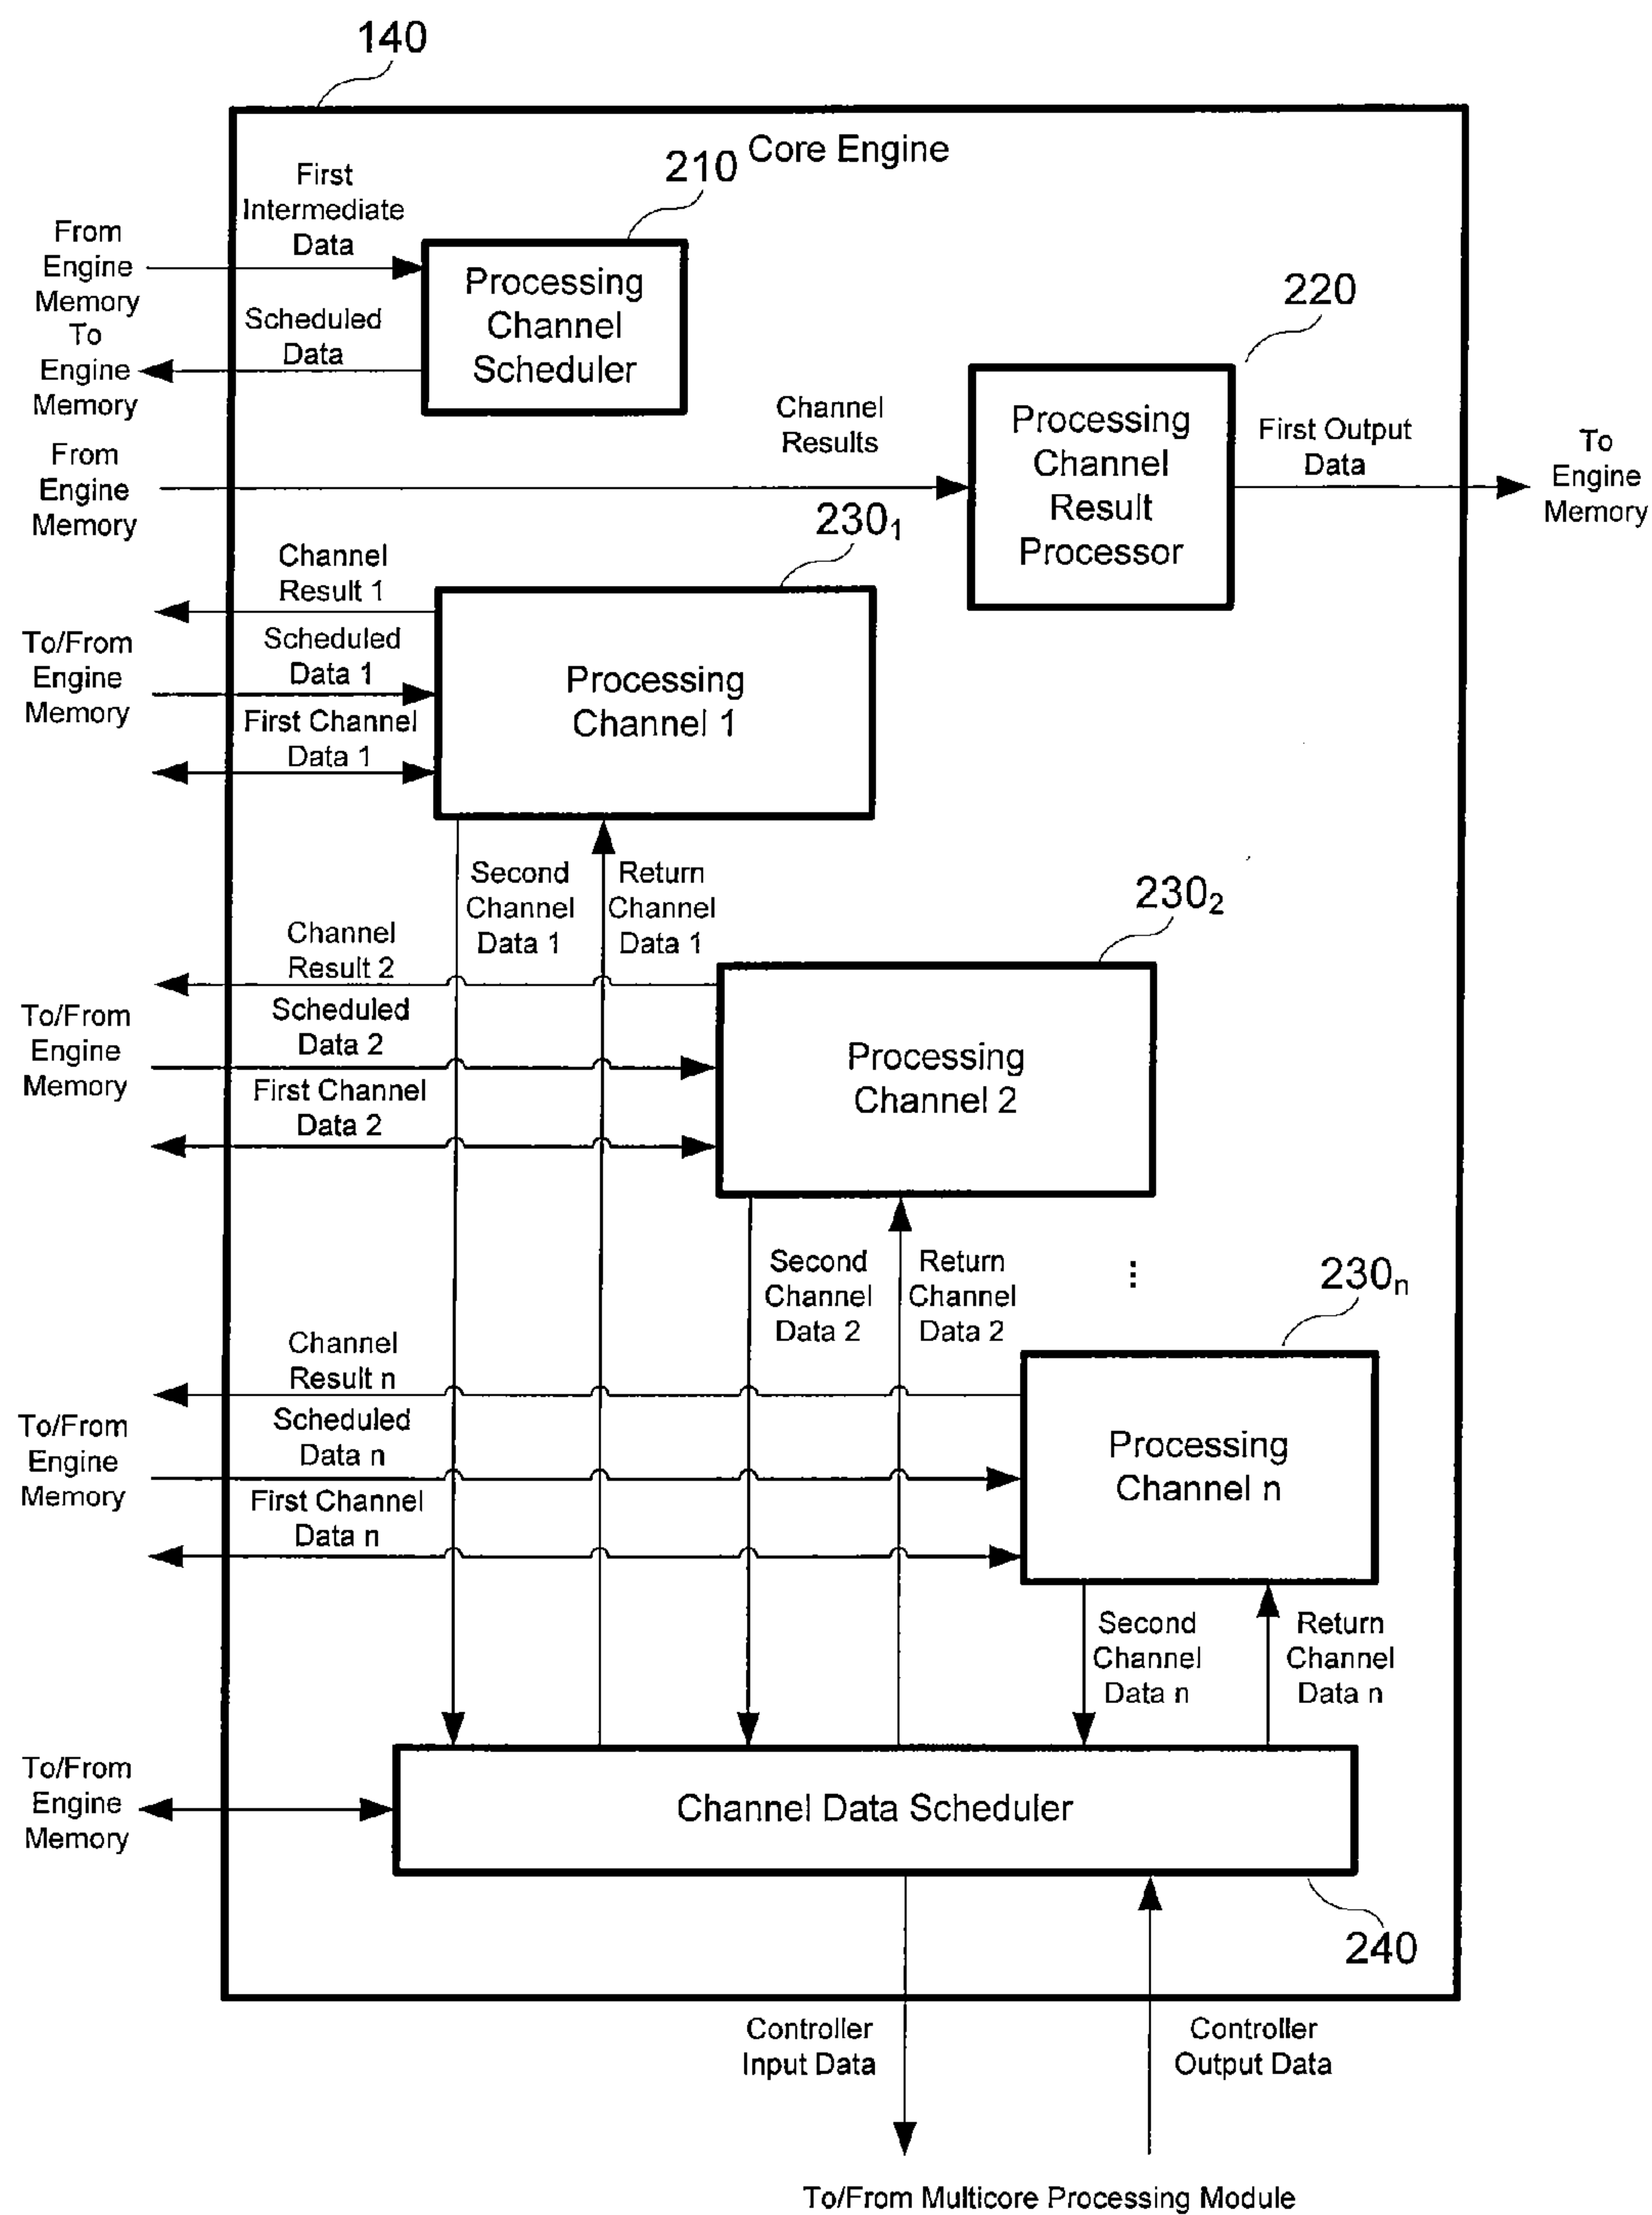 140
Core Engine
210
First
Intermediate
Data
From
Engine
Memory
Processing
Channel
Scheduler
Scheduled
Data
To
Engine
Memory
220
Channel
Results
From
Engine
Memory
Processing
Channel
Result
Processor
First Output
Data
To
Engine
Memory
230₁
Channel
Result 1
Scheduled
Data 1
First Channel
Data 1
To/From
Engine
Memory
Processing
Channel 1
Second
Channel
Data 1
Return
Channel
Data 1
230₂
Channel
Result 2
Scheduled
Data 2
First Channel
Data 2
To/From
Engine
Memory
Processing
Channel 2
Second
Channel
Data 2
Return
Channel
Data 2
...
230ₙ
Channel
Result n
Scheduled
Data n
First Channel
Data n
To/From
Engine
Memory
Processing
Channel n
Second
Channel
Data n
Return
Channel
Data n
To/From
Engine
Memory
Channel Data Scheduler
240
Controller
Input Data
Controller
Output Data
To/From Multicore Processing Module